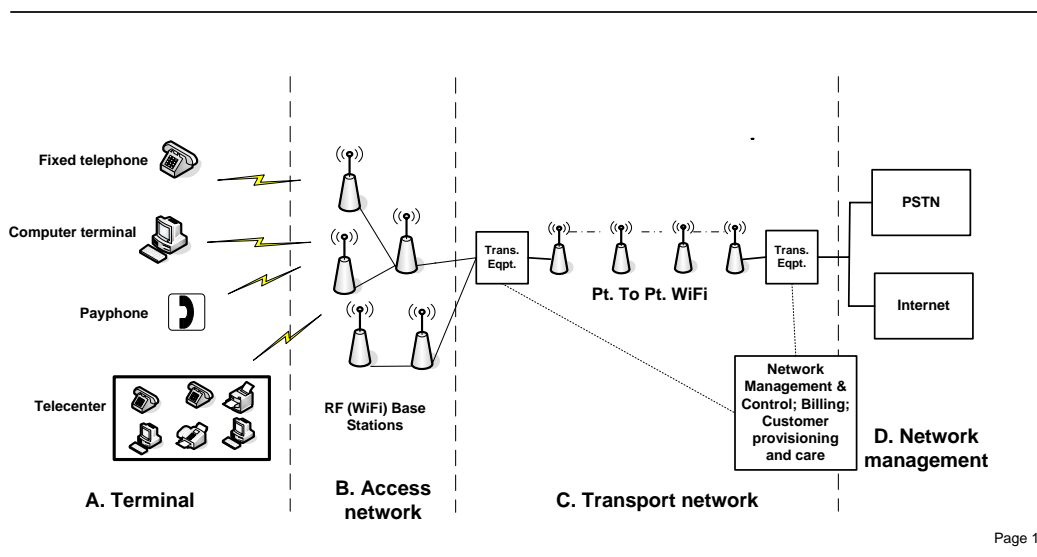 Fixed telephone
Computer terminal
Payphone
Telecenter
A. Terminal
RF (WiFi) Base
Stations
B. Access
network
Trans.
Eqpt.
Pt. To Pt. WiFi
Trans.
Eqpt.
C. Transport network
PSTN
Internet
Network
Management &
Control; Billing;
Customer
provisioning
and care
D. Network
management
Page 1